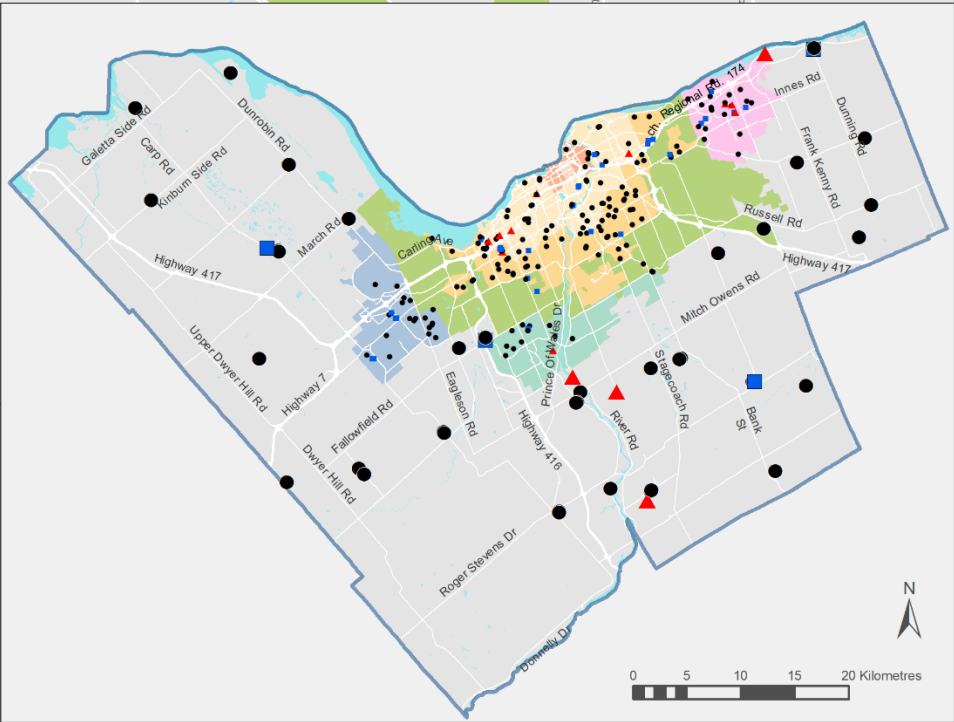 ch. Regional Rd. 174
Innes Rd
Dunning Rd
Frank Kenny Rd
Galetta Side Rd
Carp Rd
Dunrobin Rd
Kinburn Side Rd
March Rd
Carling Ave
Russell Rd
Highway 417
Highway 417
Mitch Owens Rd
Upper Dwyer Hill Rd
Highway 7
Prince Of Wales Dr
Stagecoach Rd
Eagleson Rd
Fallowfield Rd
River Rd
Bank
St
Highway 416
Dwyer Hill Rd
Roger Stevens Dr
Donnelly Dr
N
0 5 10 15 20 Kilometres